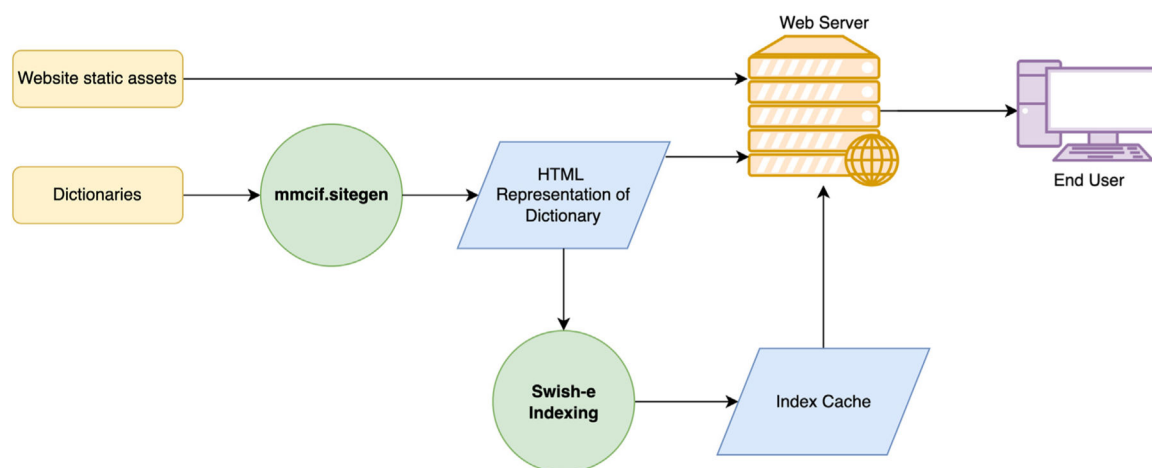 Web Server
Website static assets
End User
Dictionaries
mmcif.sitegen
HTML
Representation of
Dictionary
Swish-e
Indexing
Index Cache